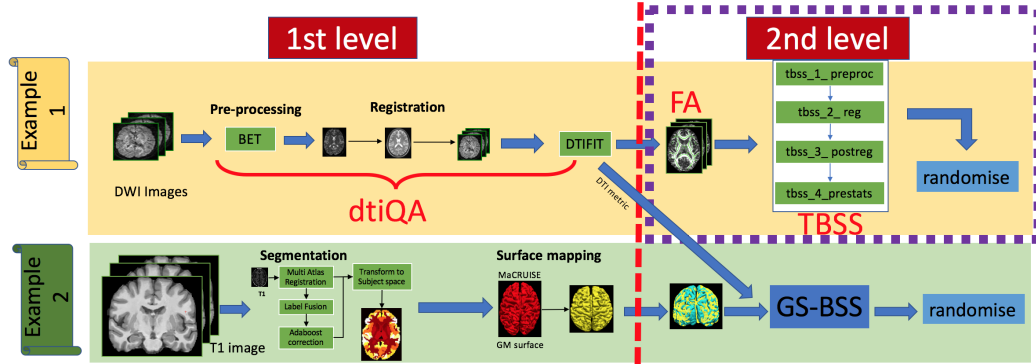 1st level
2nd level
Example
1
Pre-processing
Registration
BET
DTIFIT
DWI Images
dtiQA
FA
tbss_1_ preproc
tbss_2_ reg
tbss_3_ postreg
tbss_4_prestats
TBSS
randomise
DTI metric
Example
2
T1 image
Segmentation
T1
Multi Atlas
Registration
Label Fusion
Adaboost
correction
Transform to
Subject space
Surface mapping
MaCRUISE
GM surface
GS-BSS
randomise